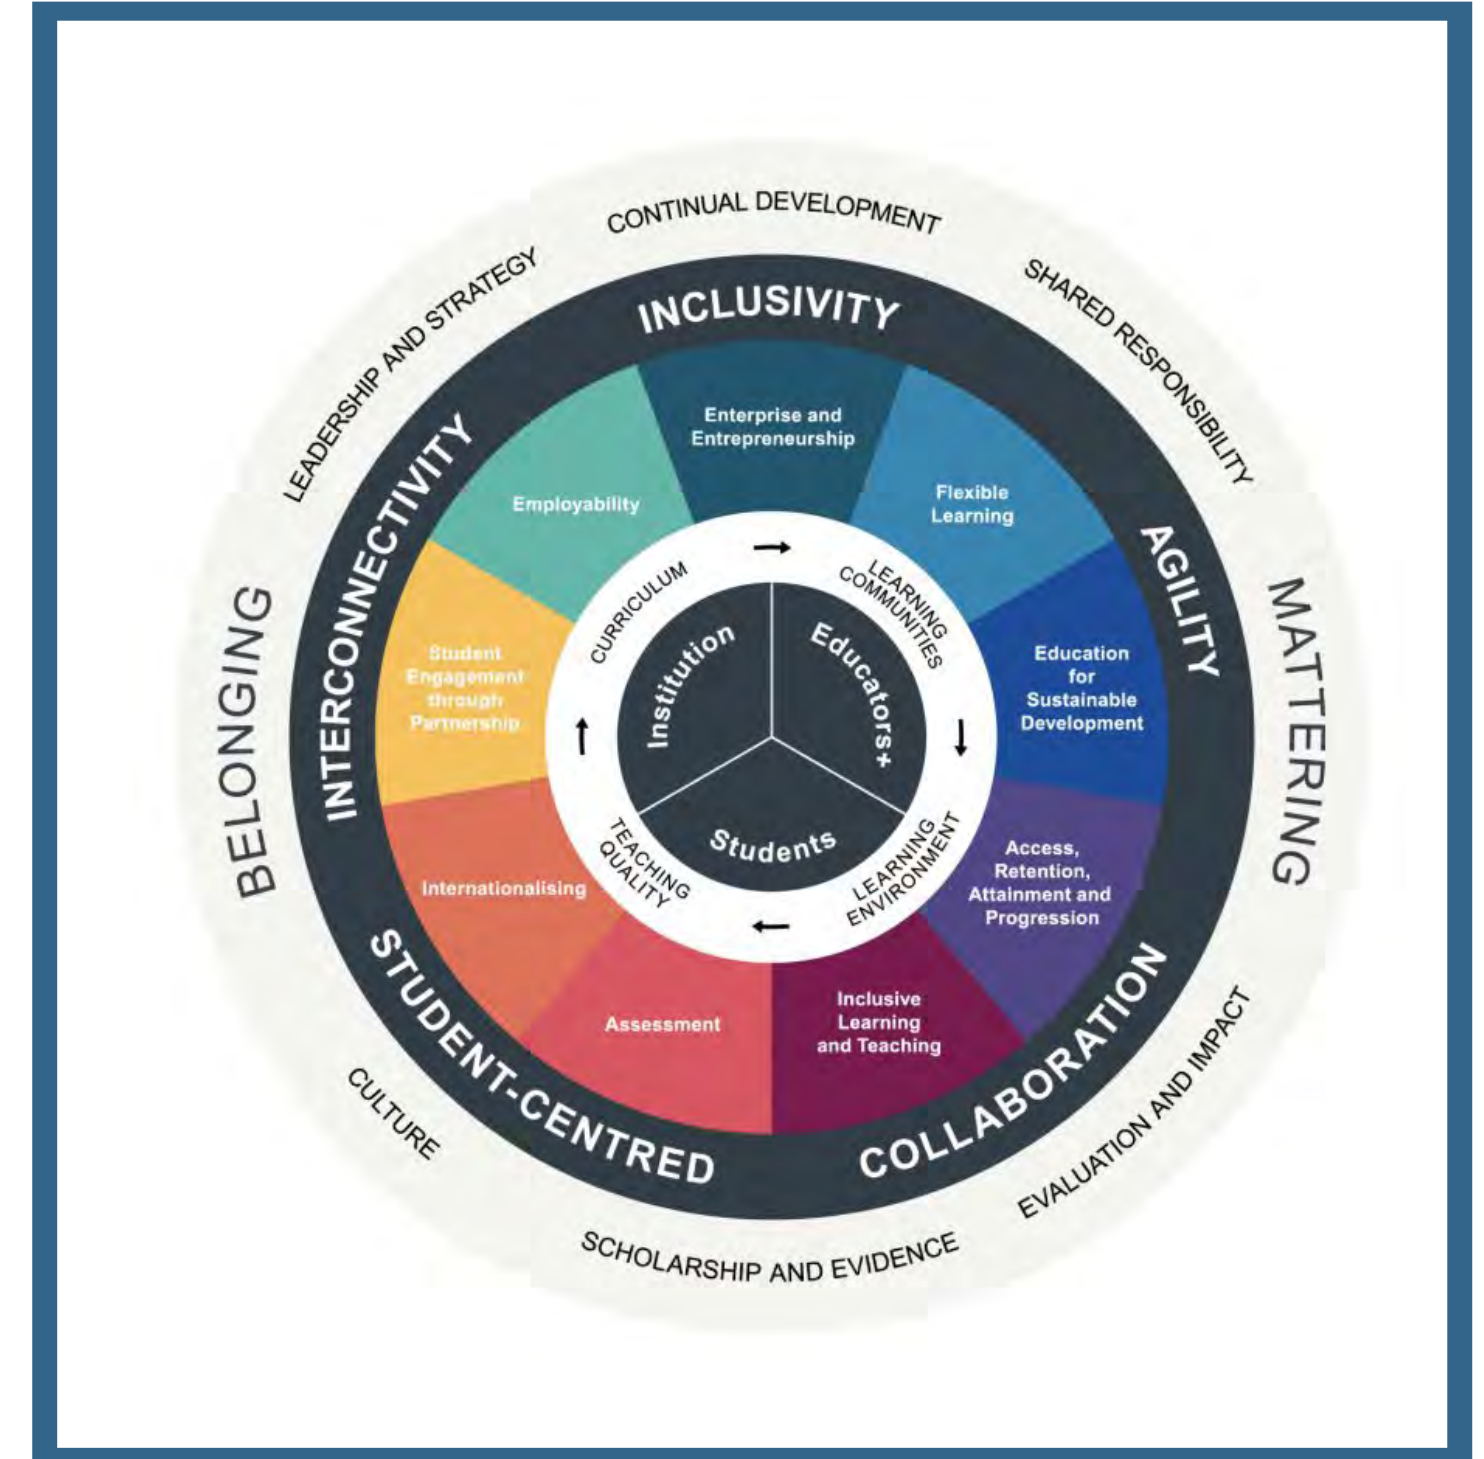 CONTINUAL DEVELOPMENT
SHARED RESPONSIBILITY
MATTERING
EVALUATION AND IMPACT
SCHOLARSHIP AND EVIDENCE
CULTURE
BELONGING
LEADERSHIP AND STRATEGY
INCLUSIVITY
AGILITY
COLLABORATION
STUDENT-CENTRED
INTERCONNECTIVITY
Enterprise and
Entrepreneurship
Flexible
Learning
Education
for
Sustainable
Development
Access,
Retention,
Attainment and
Progression
Inclusive
Learning
and Teaching
Assessment
Internationalising
Student
Engagement
through
Partnership
Employability
CURRICULUM
LEARNING
COMMUNITIES
LEARNING
ENVIRONMENT
TEACHING
QUALITY
Institution
Educators+
Students